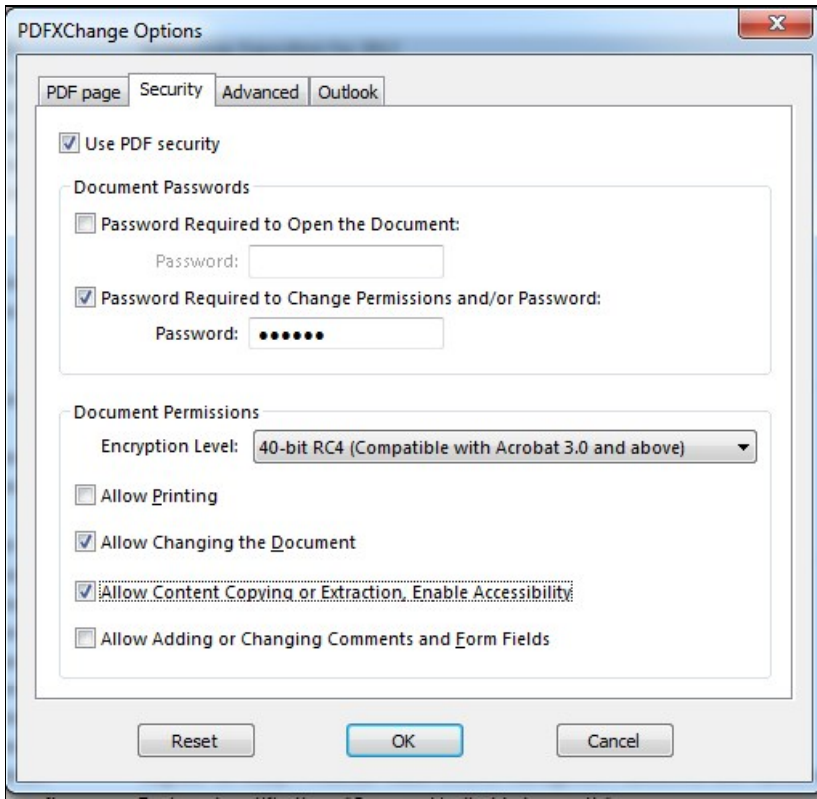 PDFXChange Options
PDF page Security Advanced Outlook
Use PDF security
Document Passwords
Password Required to Open the Document:
Password:
Password Required to Change Permissions and/or Password:
Password: ●●●●●●
Document Permissions
Encryption Level: 40-bit RC4 (Compatible with Acrobat 3.0 and above)
Allow Printing
Allow Changing the Document
Allow Content Copying or Extraction, Enable Accessibility
Allow Adding or Changing Comments and Form Fields
Reset OK Cancel